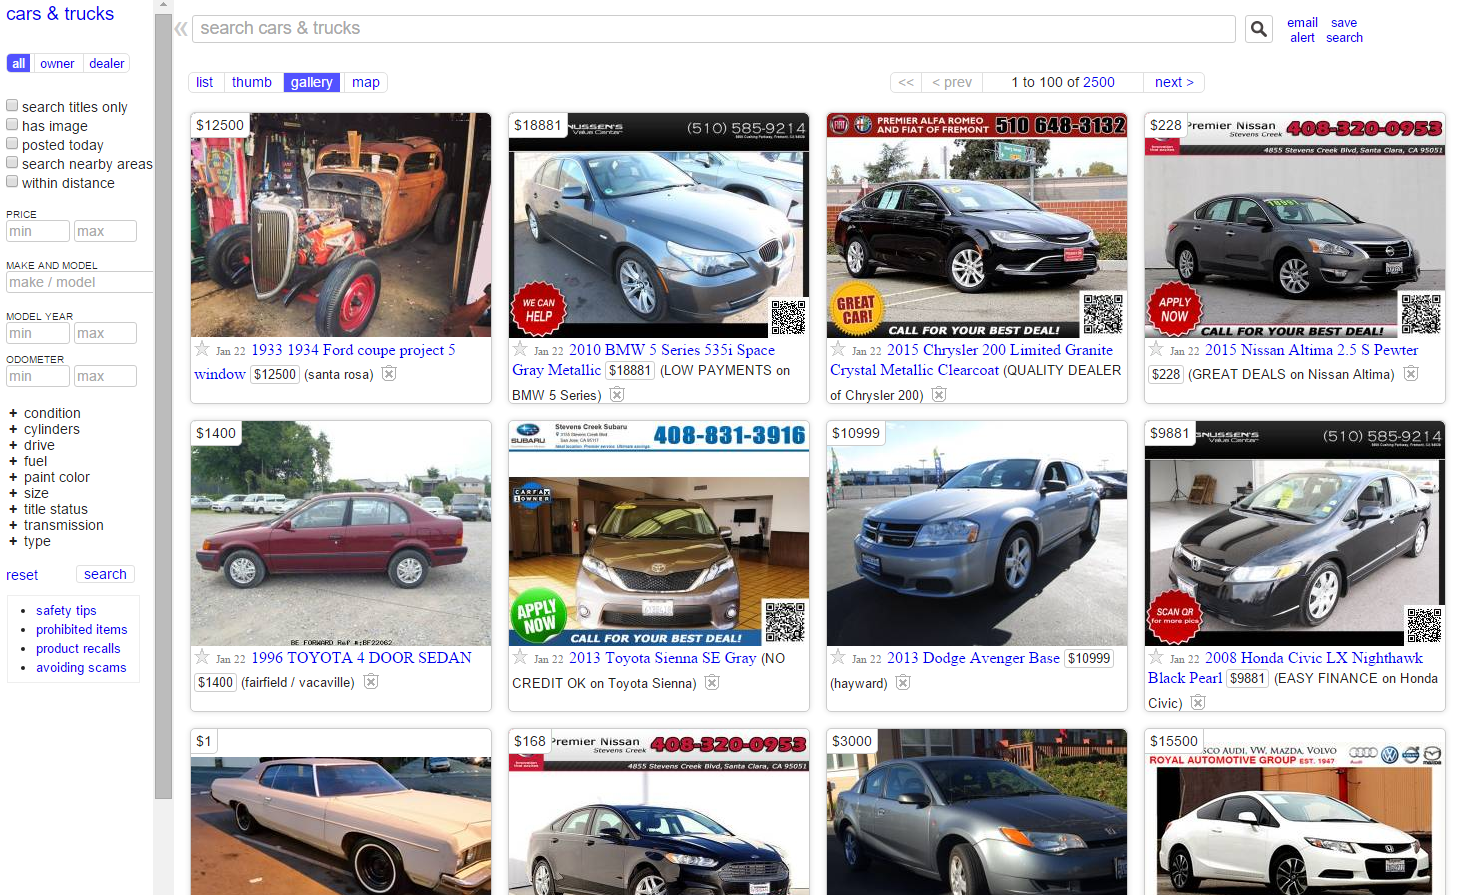 cars & trucks
all owner dealer
search titles only
has image
posted today
search nearby areas
within distance
PRICE
min max
MAKE AND MODEL
make / model
MODEL YEAR
min max
ODOMETER
min max
+ condition
+ cylinders
+ drive
+ fuel
+ paint color
+ size
+ title status
+ transmission
+ type
reset search
safety tips
prohibited items
product recalls
avoiding scams
« search cars & trucks
email alert
save search
list thumb gallery map
<< < prev 1 to 100 of 2500 next >
$12500
Jan 22 1933 1934 Ford coupe project 5
window $12500 (santa rosa)
$18881
NUSSEN'S
Value Center
(510) 585-9214
WE CAN
HELP
Jan 22 2010 BMW 5 Series 535i Space
Gray Metallic $18881 (LOW PAYMENTS on
BMW 5 Series)
PREMIER ALFA ROMEO
AND FIAT OF FREMONT
510 648-3132
GREAT
CAR!
CALL FOR YOUR BEST DEAL!
Jan 22 2015 Chrysler 200 Limited Granite
Crystal Metallic Clearcoat (QUALITY DEALER
of Chrysler 200)
$228
Premier Nissan
Stevens Creek
408-320-0953
4855 Stevens Creek Blvd, Santa Clara, CA 95051
APPLY
NOW
CALL FOR YOUR BEST DEAL!
Jan 22 2015 Nissan Altima 2.5 S Pewter
$228 (GREAT DEALS on Nissan Altima)
$1400
BE FORWARD Ref #:BF22062
Jan 22 1996 TOYOTA 4 DOOR SEDAN
$1400 (fairfield / vacaville)
SUBARU
Stevens Creek Subaru
408-831-3916
CARFAX
1 OWNER
APPLY
NOW
CALL FOR YOUR BEST DEAL!
Jan 22 2013 Toyota Sienna SE Gray (NO
CREDIT OK on Toyota Sienna)
$10999
Jan 22 2013 Dodge Avenger Base $10999
(hayward)
$9881
GNUSSEN'S
Value Center
(510) 585-9214
SCAN QR
for more pics
Jan 22 2008 Honda Civic LX Nighthawk
Black Pearl $9881 (EASY FINANCE on Honda
Civic)
$1
$168
Premier Nissan
Stevens Creek
408-320-0953
4855 Stevens Creek Blvd, Santa Clara, CA 95051
$3000
$15500
SCO AUDI, VW, MAZDA, VOLVO
ROYAL AUTOMOTIVE GROUP EST. 1947